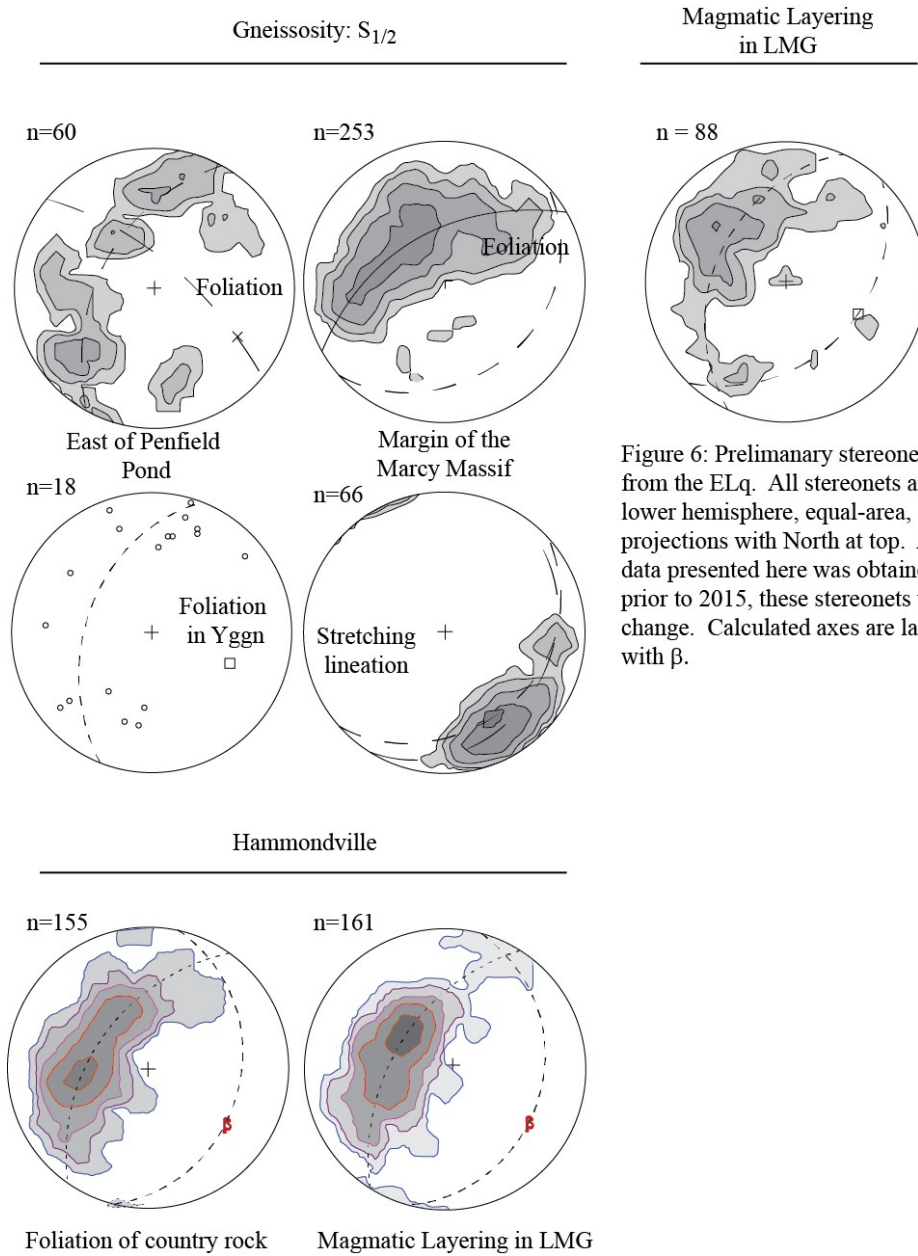 Gneissosity: S1/2
Magmatic Layering
in LMG
n=60
n=253
n = 88
Foliation
Foliation
East of Penfield
Pond
Margin of the
Marcy Massif
n=18
n=66
Foliation
in Yggn
Stretching
lineation
Figure 6: Prelimanary stereone
from the ELq. All stereonets a
lower hemisphere, equal-area,
projections with North at top.
data presented here was obtaine
prior to 2015, these stereonets
change. Calculated axes are la
with β.
Hammondville
n=155
n=161
β
β
Foliation of country rock
Magmatic Layering in LMG